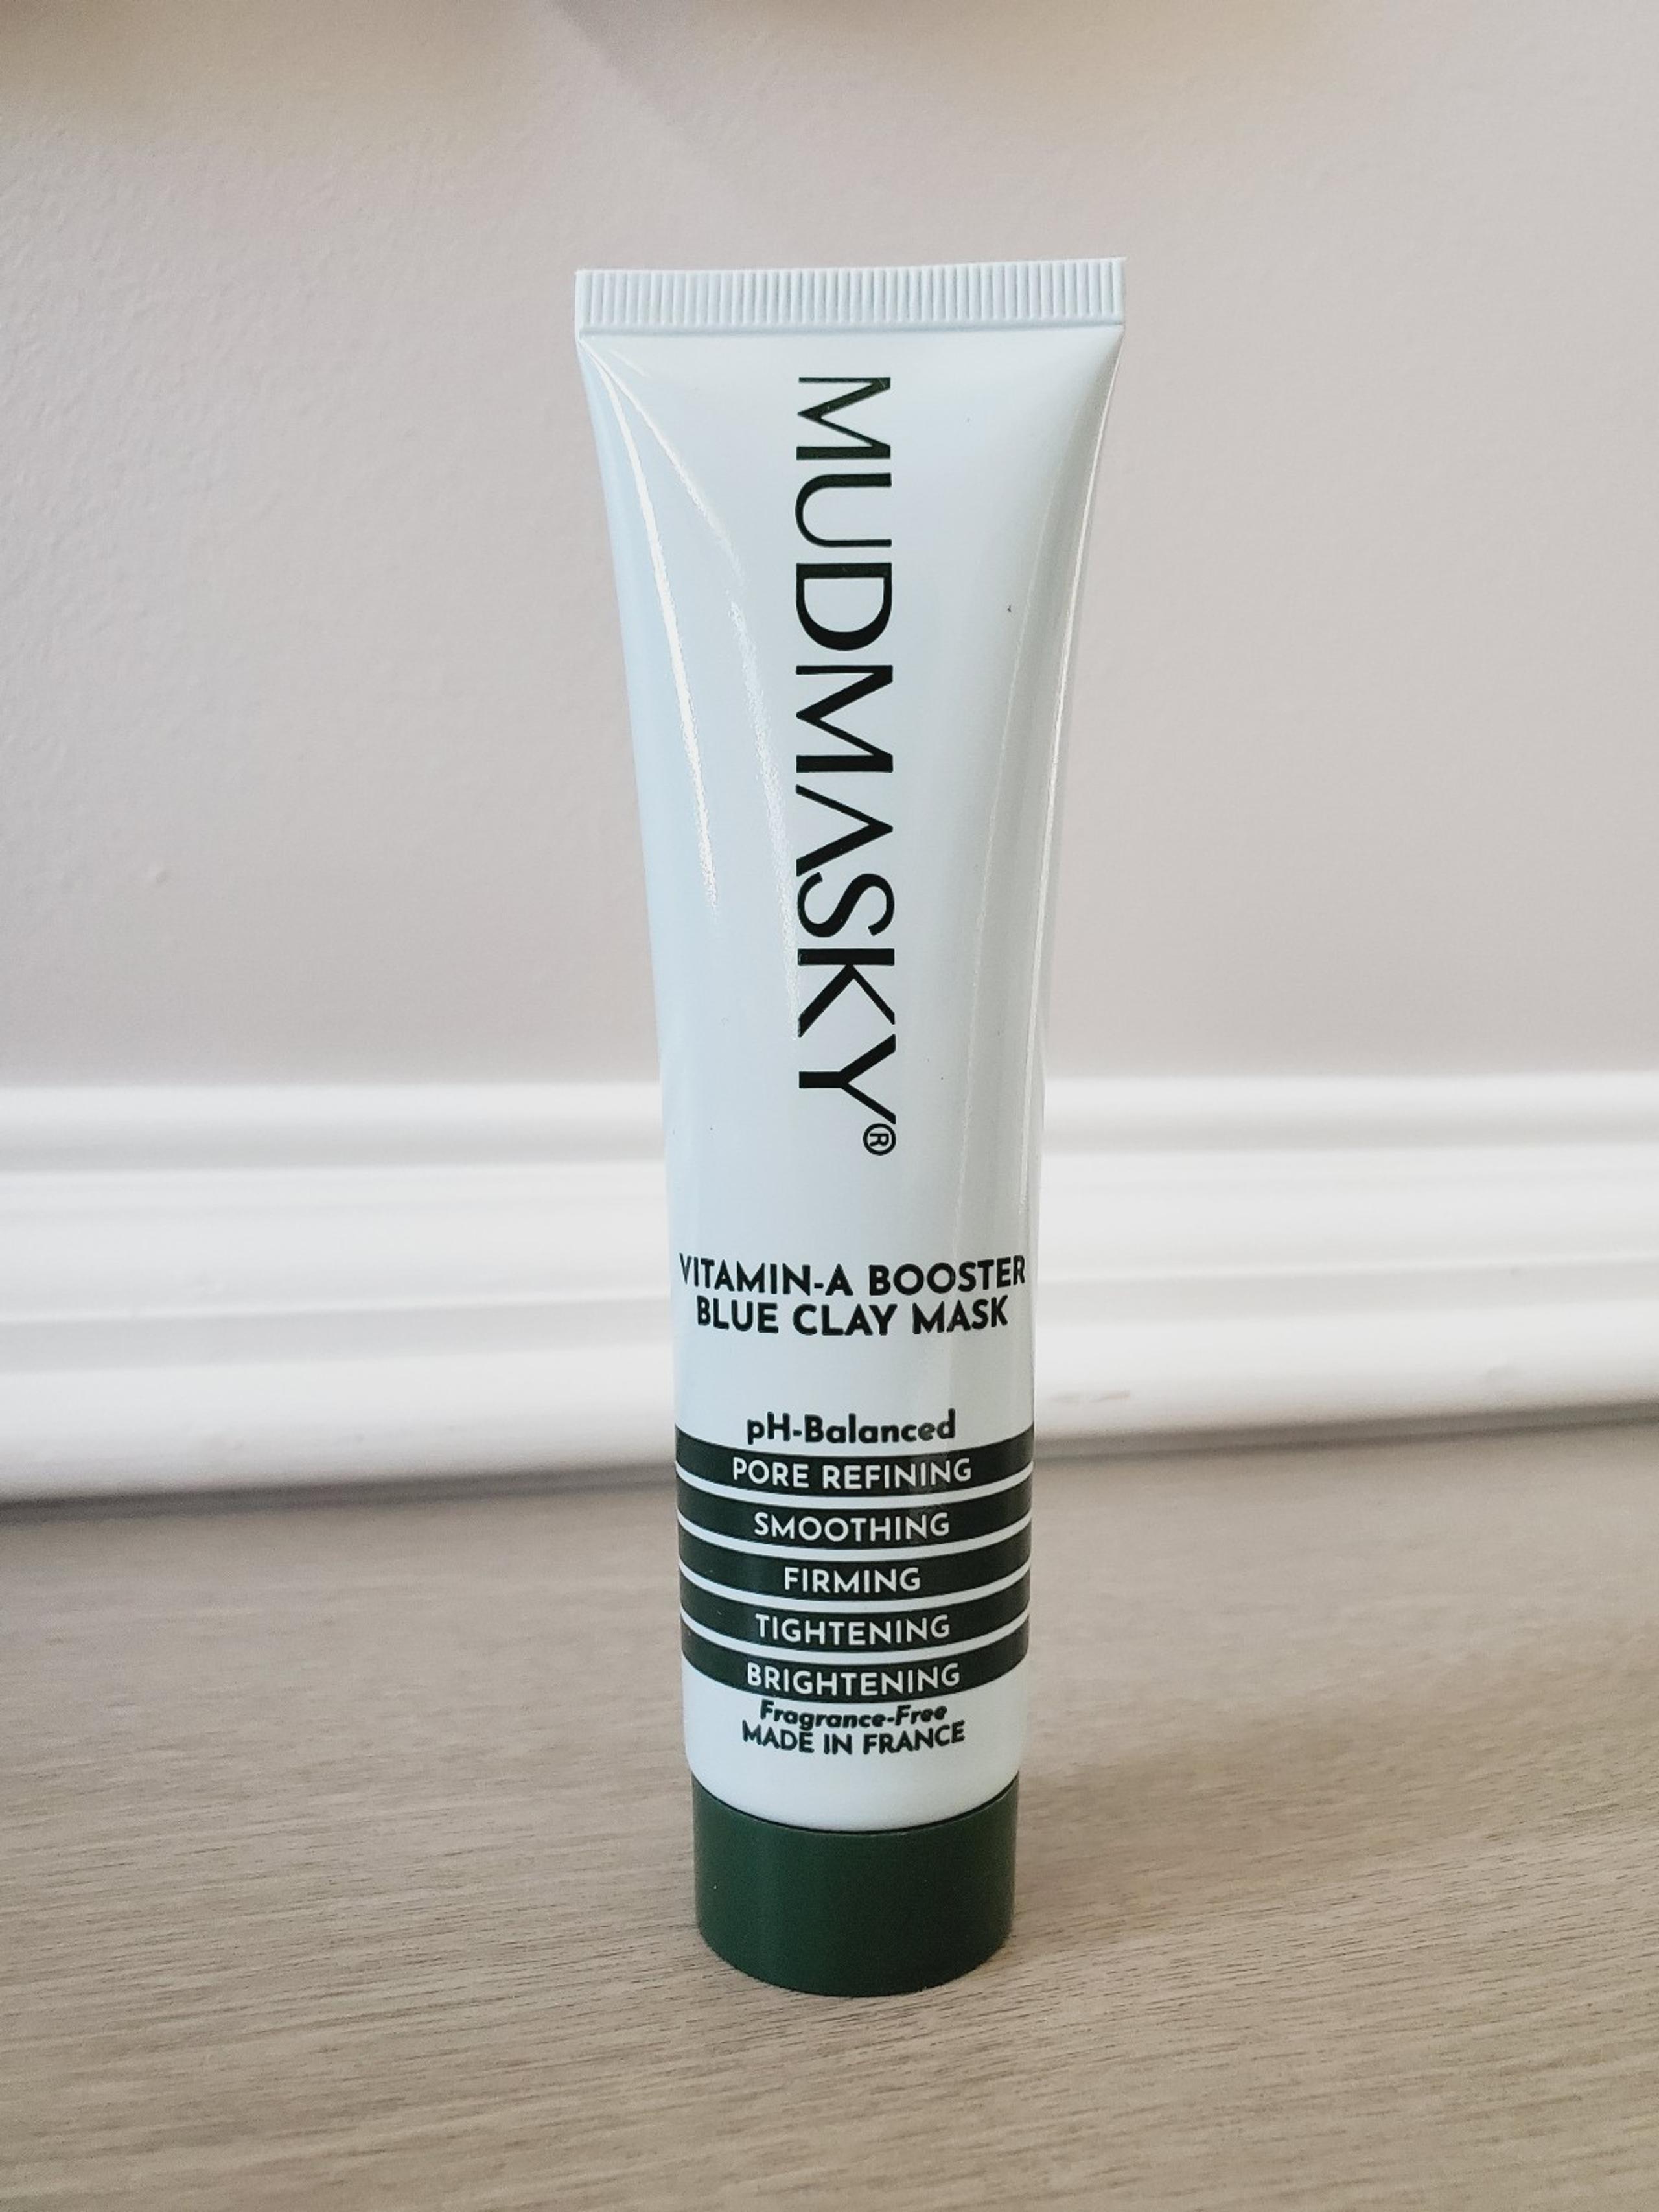 MUDMASKY®
VITAMIN-A BOOSTER
BLUE CLAY MASK
pH-Balanced
PORE REFINING
SMOOTHING
FIRMING
TIGHTENING
BRIGHTENING
Fragrance-Free
MADE IN FRANCE